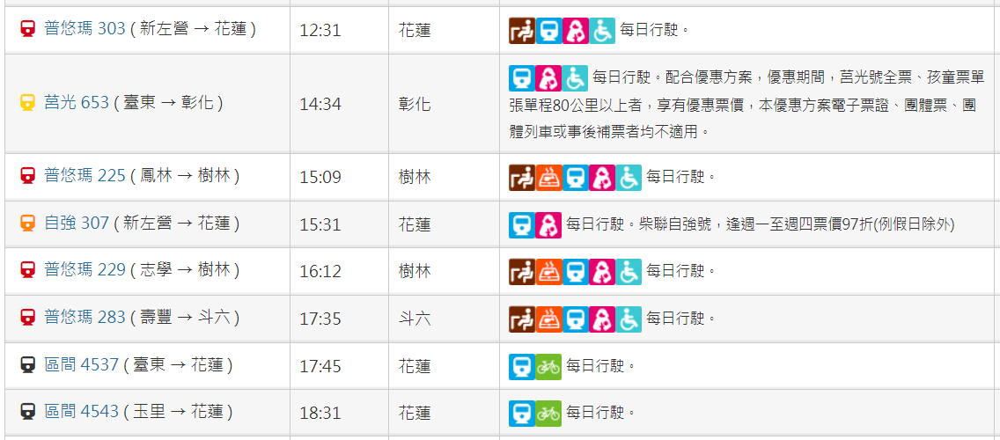 普悠瑪 303 ( 新左營 → 花蓮 ) 12:31 花蓮 每日行駛。
莒光 653 ( 臺東 → 彰化 ) 14:34 彰化 每日行駛。配合優惠方案，優惠期間，莒光號全票、孩童票單
張單程80公里以上者，享有優惠票價，本優惠方案電子票證、團體票、團
體列車或事後補票者均不適用。
普悠瑪 225 ( 鳳林 → 樹林 ) 15:09 樹林 每日行駛。
自強 307 ( 新左營 → 花蓮 ) 15:31 花蓮 每日行駛。柴聯自強號，逢週一至週四票價97折(例假日除外)
普悠瑪 229 ( 志學 → 樹林 ) 16:12 樹林 每日行駛。
普悠瑪 283 ( 壽豐 → 斗六 ) 17:35 斗六 每日行駛。
區間 4537 ( 臺東 → 花蓮 ) 17:45 花蓮 每日行駛。
區間 4543 ( 玉里 → 花蓮 ) 18:31 花蓮 每日行駛。